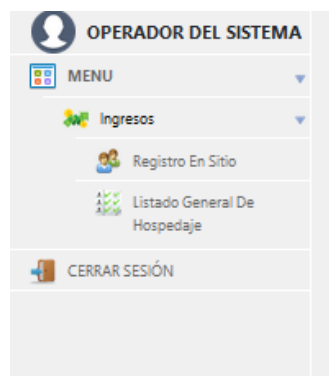 OPERADOR DEL SISTEMA
MENU
Ingresos
Registro En Sitio
Listado General De
Hospedaje
CERRAR SESIÓN